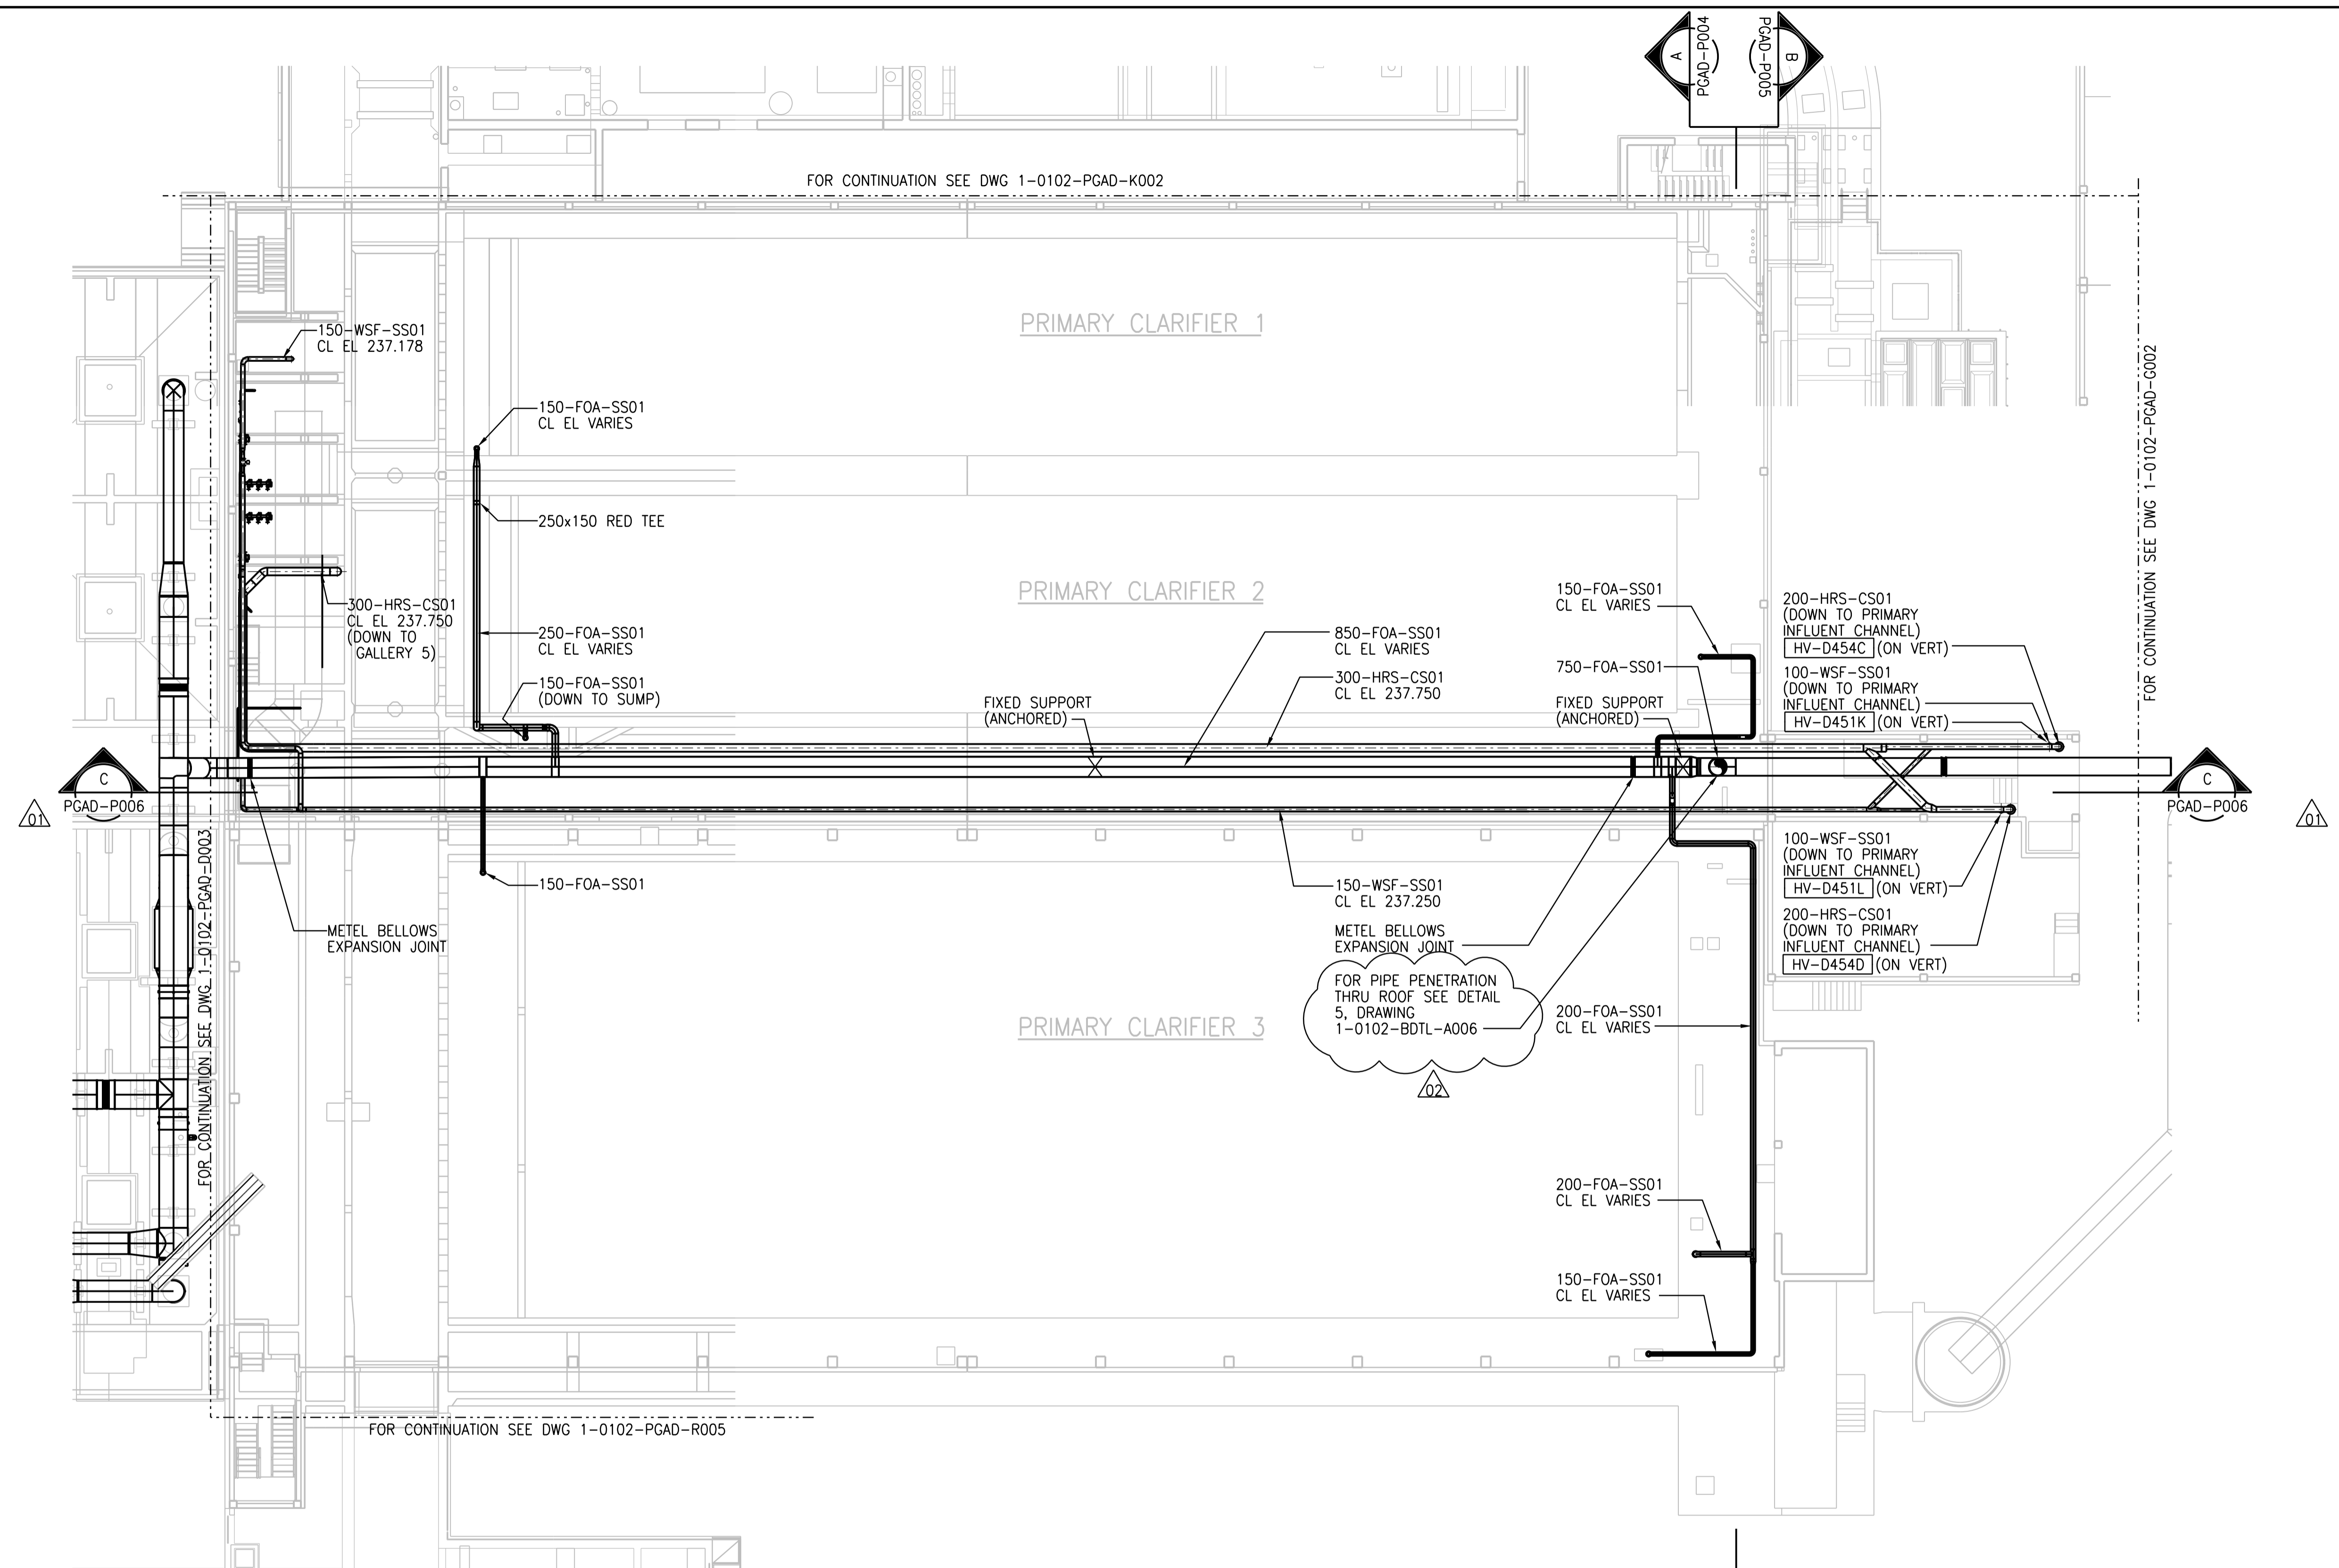 A
PGAD-P004
B
PGAD-P005
FOR CONTINUATION SEE DWG 1-0102-PGAD-K002
PRIMARY CLARIFIER 1
150-WSF-SS01
CL EL 237.178
150-FOA-SS01
CL EL VARIES
250x150 RED TEE
FOR CONTINUATION SEE DWG 1-0102-PGAD-G002
PRIMARY CLARIFIER 2
300-HRS-CS01
CL EL 237.750
(DOWN TO
GALLERY 5)
250-FOA-SS01
CL EL VARIES
150-FOA-SS01
(DOWN TO SUMP)
FIXED SUPPORT
(ANCHORED)
850-FOA-SS01
CL EL VARIES
300-HRS-CS01
CL EL 237.750
150-FOA-SS01
CL EL VARIES
750-FOA-SS01
FIXED SUPPORT
(ANCHORED)
200-HRS-CS01
(DOWN TO PRIMARY
INFLUENT CHANNEL)
HV-D454C (ON VERT)
100-WSF-SS01
(DOWN TO PRIMARY
INFLUENT CHANNEL)
HV-D451K (ON VERT)
C
PGAD-P006
01
C
PGAD-P006
01
FOR CONTINUATION SEE DWG 1-0102-PGAD-D003
150-FOA-SS01
METEL BELLOWS
EXPANSION JOINT
150-WSF-SS01
CL EL 237.250
METEL BELLOWS
EXPANSION JOINT
FOR PIPE PENETRATION
THRU ROOF SEE DETAIL
5, DRAWING
1-0102-BDTL-A006
02
100-WSF-SS01
(DOWN TO PRIMARY
INFLUENT CHANNEL)
HV-D451L (ON VERT)
200-HRS-CS01
(DOWN TO PRIMARY
INFLUENT CHANNEL)
HV-D454D (ON VERT)
PRIMARY CLARIFIER 3
200-FOA-SS01
CL EL VARIES
200-FOA-SS01
CL EL VARIES
150-FOA-SS01
CL EL VARIES
FOR CONTINUATION SEE DWG 1-0102-PGAD-R005